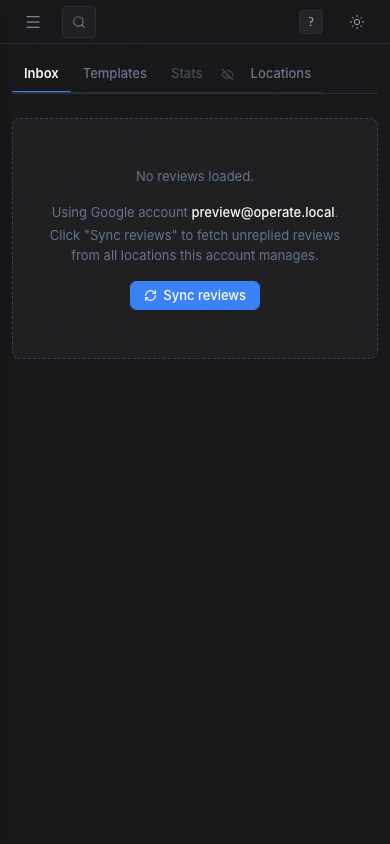 ?
Inbox
Templates
Stats
Locations
No reviews loaded.
Using Google account preview@operate.local.
Click "Sync reviews" to fetch unreplied reviews
from all locations this account manages.
Sync reviews